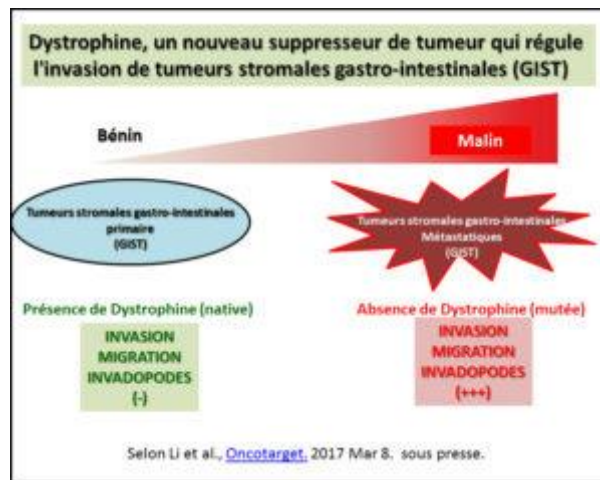 Dystrophine, un nouveau suppresseur de tumeur qui régule
l'invasion de tumeurs stromales gastro-intestinales (GIST)
Bénin
Malin
Tumeurs stromales gastro-intestinales
primaire
(GIST)
Tumeurs stromales gastro-intestinales
Métastatiques
(GIST)
Présence de Dystrophine (native)
INVASION
MIGRATION
INVADOPODES
(-)
Absence de Dystrophine (mutée)
INVASION
MIGRATION
INVADOPODES
(+++)
Selon Li et al., Oncotarget. 2017 Mar 8. sous presse.